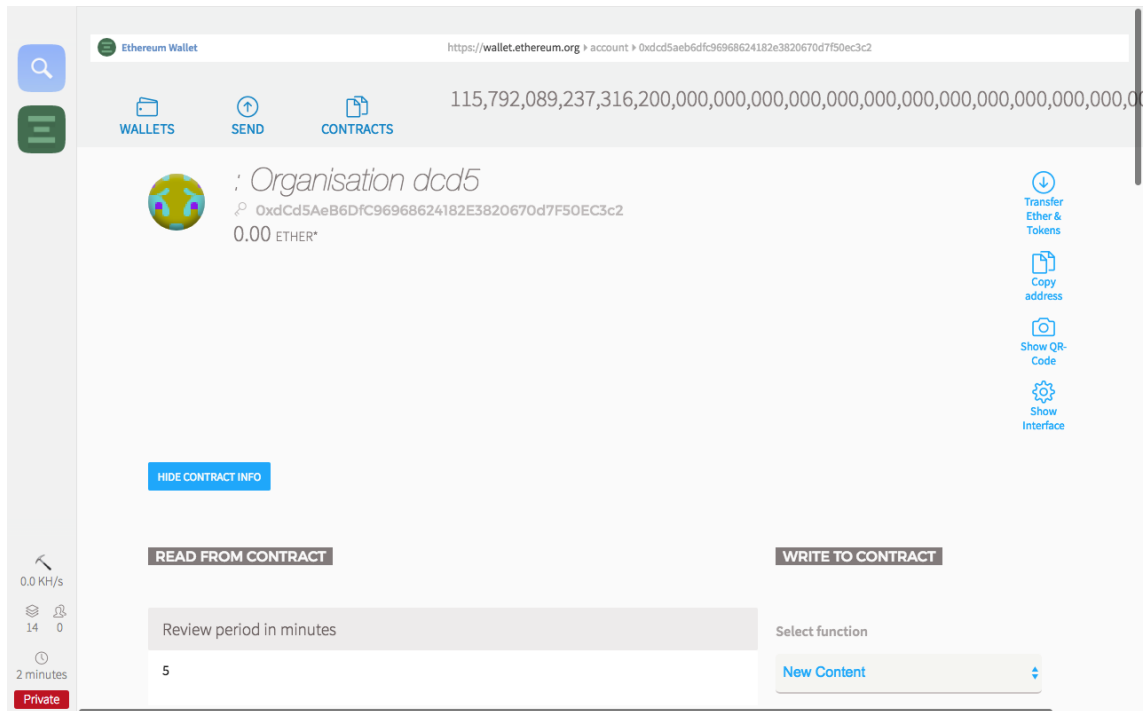 Ethereum Wallet
https://wallet.ethereum.org ▸ account ▸ 0xdcd5aeb6dfc96968624182e3820670d7f50ec3c2
WALLETS
SEND
CONTRACTS
115,792,089,237,316,200,000,000,000,000,000,000,000,000,000,000,000,000,0
: Organisation dcd5
0xdCd5AeB6DfC96968624182E3820670d7F50EC3c2
0.00 ETHER*
Transfer
Ether &
Tokens
Copy
address
Show QR-
Code
Show
Interface
HIDE CONTRACT INFO
READ FROM CONTRACT
WRITE TO CONTRACT
Review period in minutes
5
Select function
New Content
0.0 KH/s
14 0
2 minutes
Private